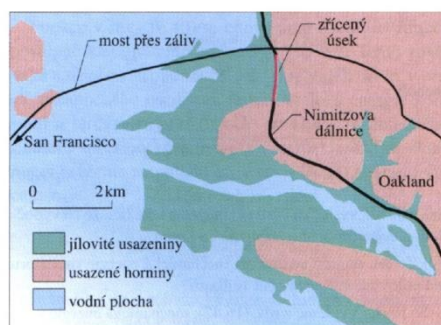 most přes záliv
zřícený
úsek
San Francisco
Nimitzova
dálnice
Oakland
0 2 km
jílovité usazeniny
usazené horniny
vodní plocha